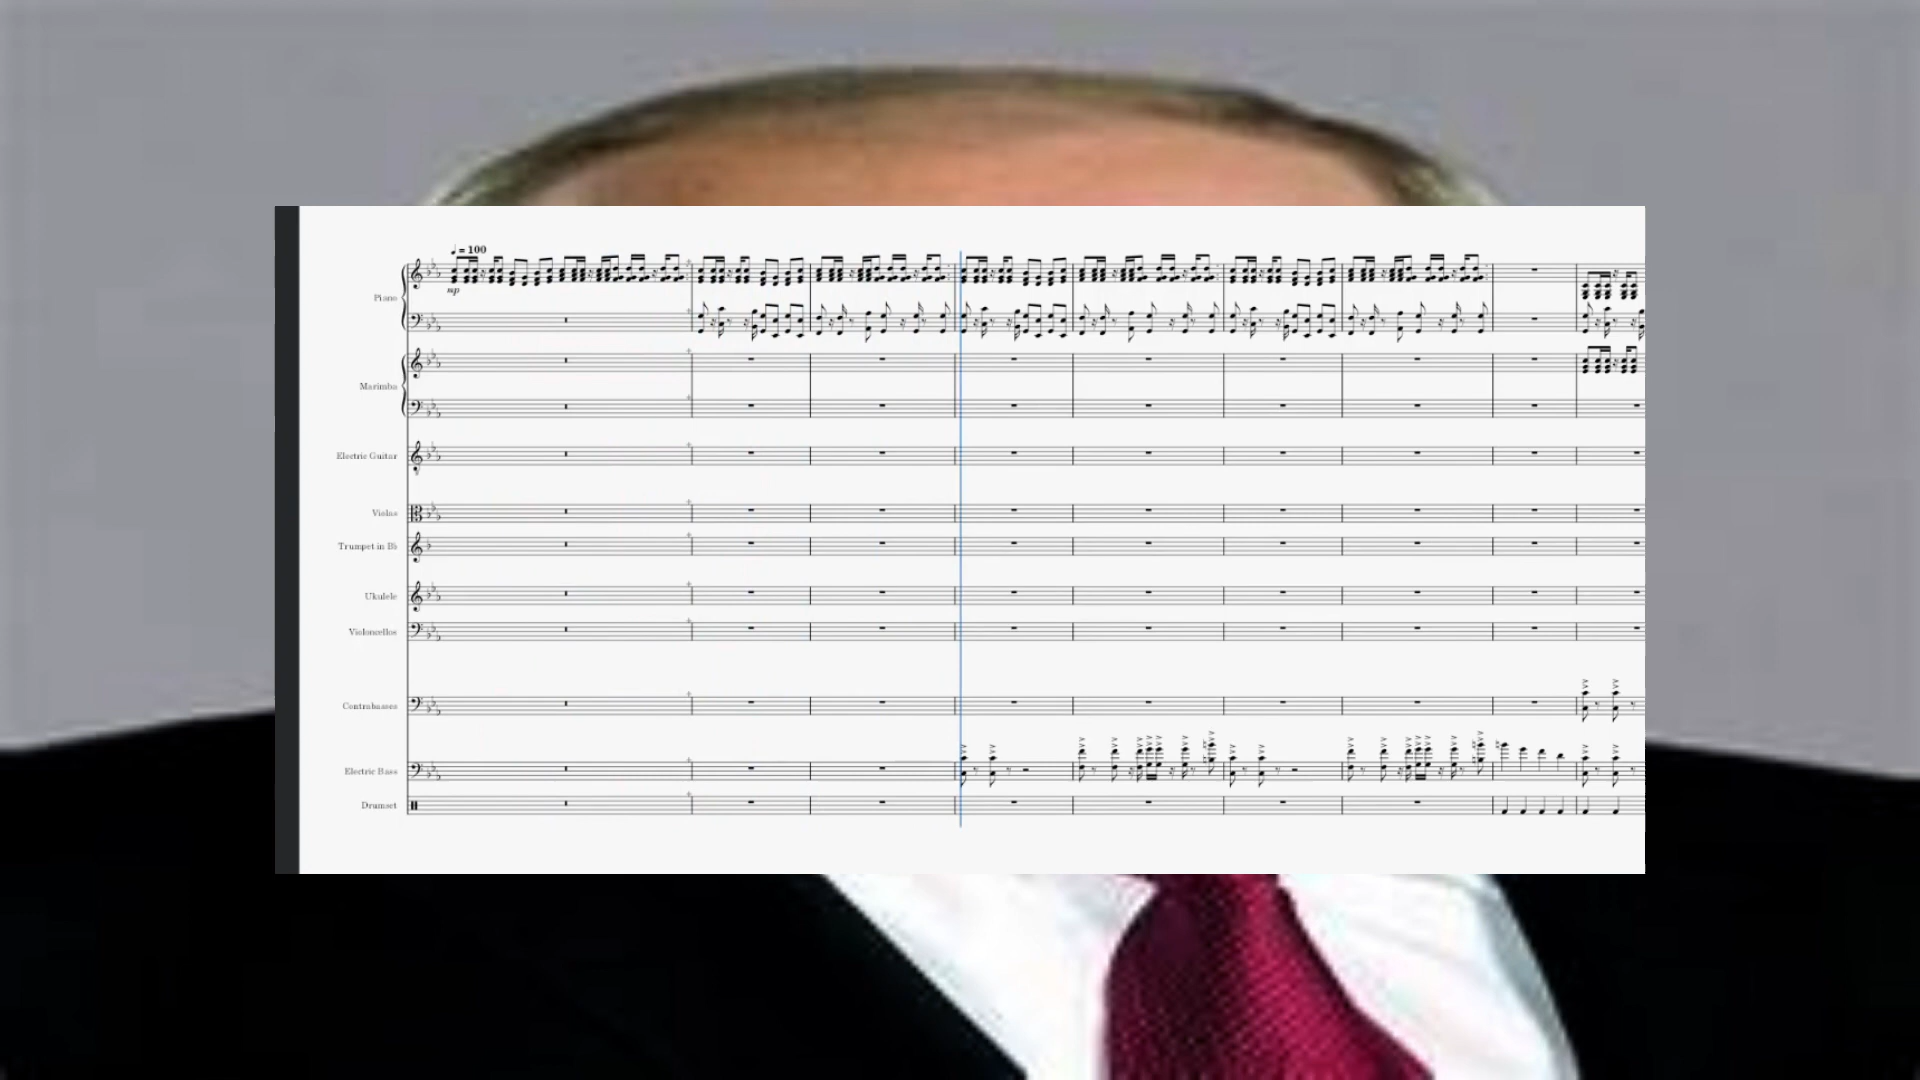 ♩ = 100
mp
Piano
Marimba
Electric Guitar
Violas
Trumpet in B♭
Ukulele
Violoncellos
Contrabasses
Electric Bass
Drumset